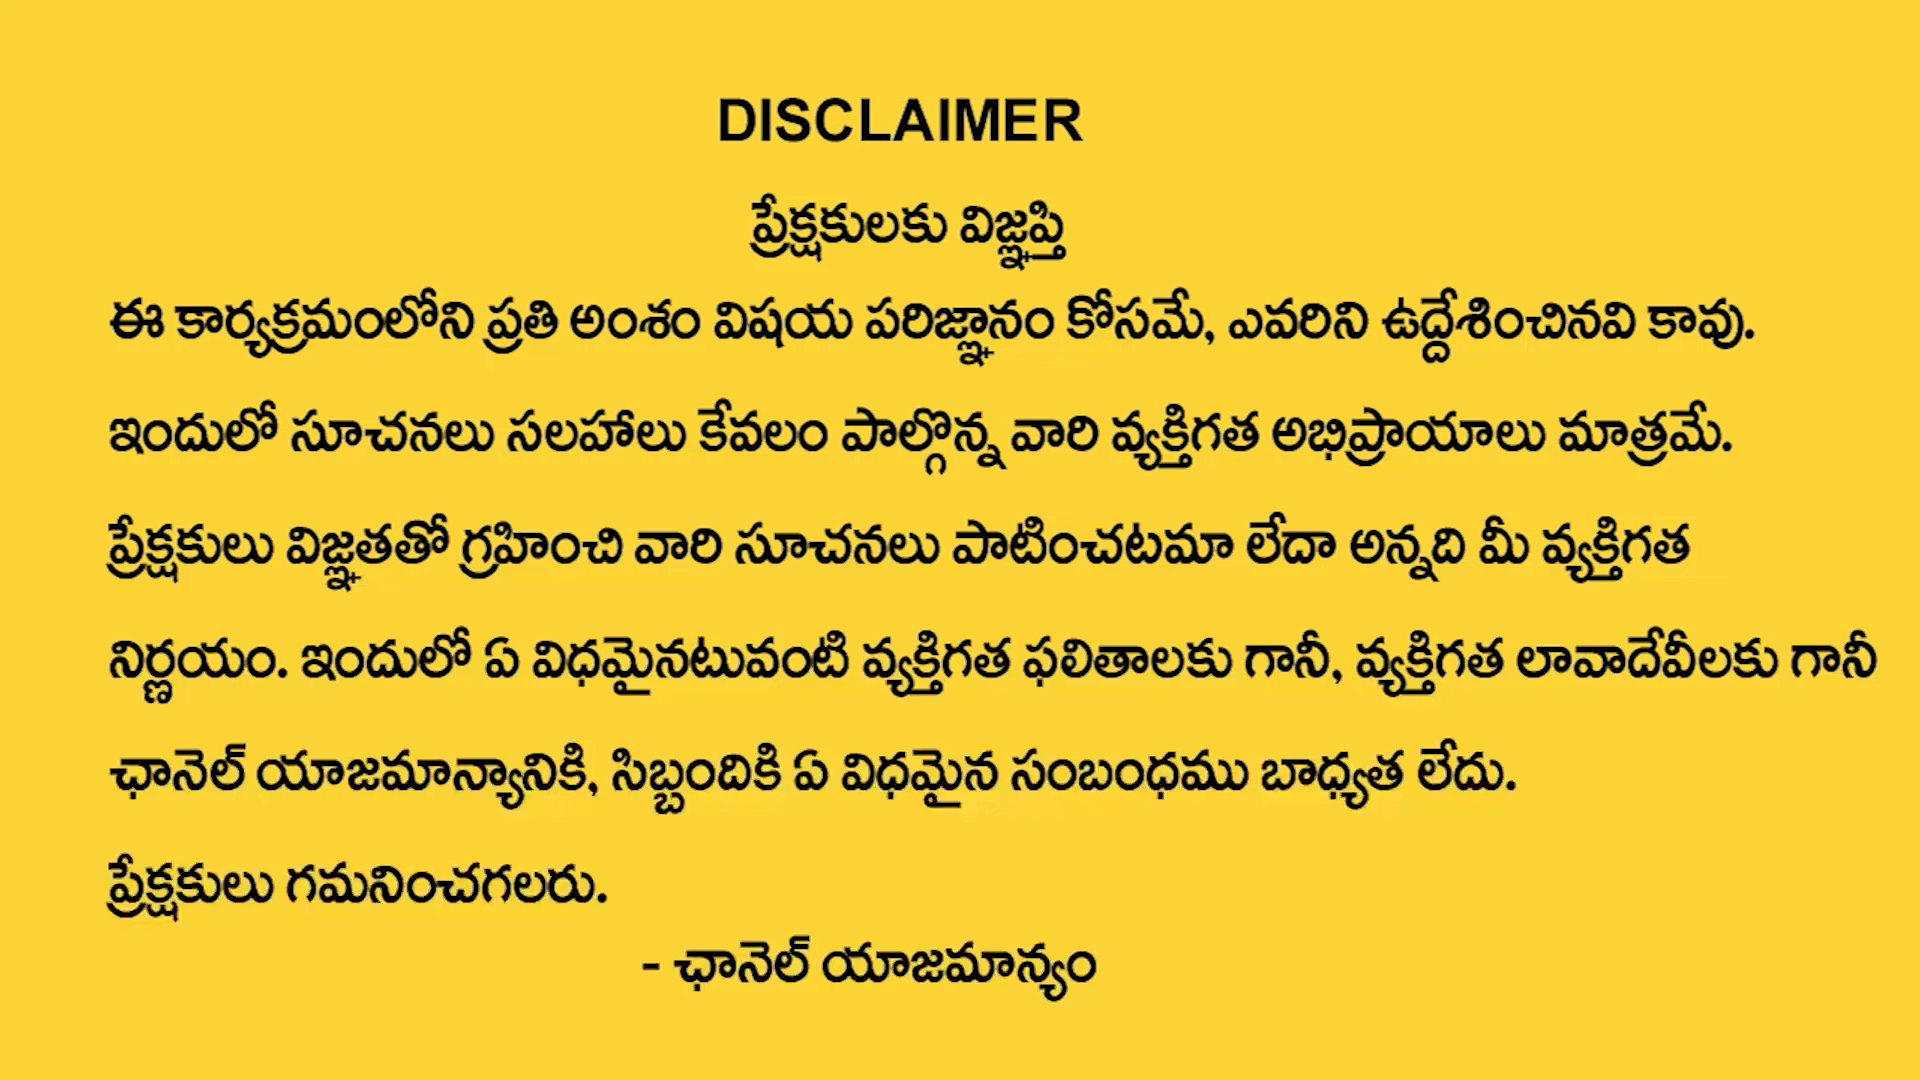 DISCLAIMER
ప్రేక్షకులకు విజ్ఞప్తి
ఈ కార్యక్రమంలోని ప్రతి అంశం విషయ పరిజ్ఞానం కోసమే, ఎవరిని ఉద్దేశించినవి కావు.
ఇందులో సూచనలు సలహాలు కేవలం పాల్గొన్న వారి వ్యక్తిగత అభిప్రాయాలు మాత్రమే.
ప్రేక్షకులు విజ్ఞతతో గ్రహించి వారి సూచనలు పాటించటమా లేదా అన్నది మీ వ్యక్తిగత
నిర్ణయం. ఇందులో ఏ విధమైనటువంటి వ్యక్తిగత ఫలితాలకు గానీ, వ్యక్తిగత లావాదేవీలకు గానీ
ఛానెల్ యాజమాన్యానికి, సిబ్బందికి ఏ విధమైన సంబంధము బాధ్యత లేదు.
ప్రేక్షకులు గమనించగలరు.
- ఛానెల్ యాజమాన్యం